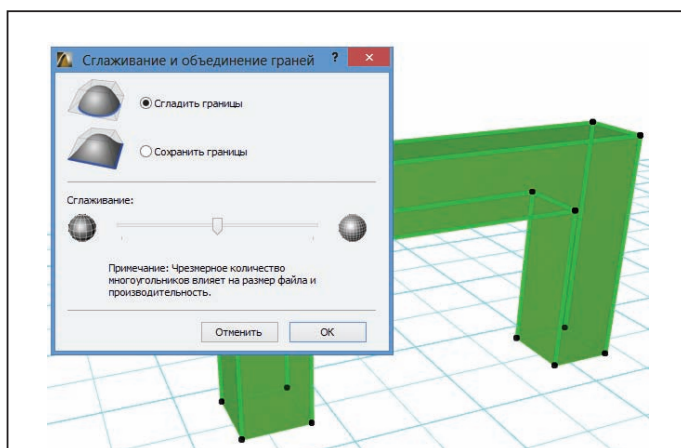 Сглаживание и объединение граней ? ×
Сгладить границы
Сохранить границы
Сглаживание:
Примечание: Чрезмерное количество
многоугольников влияет на размер файла и
производительность.
Отменить OK